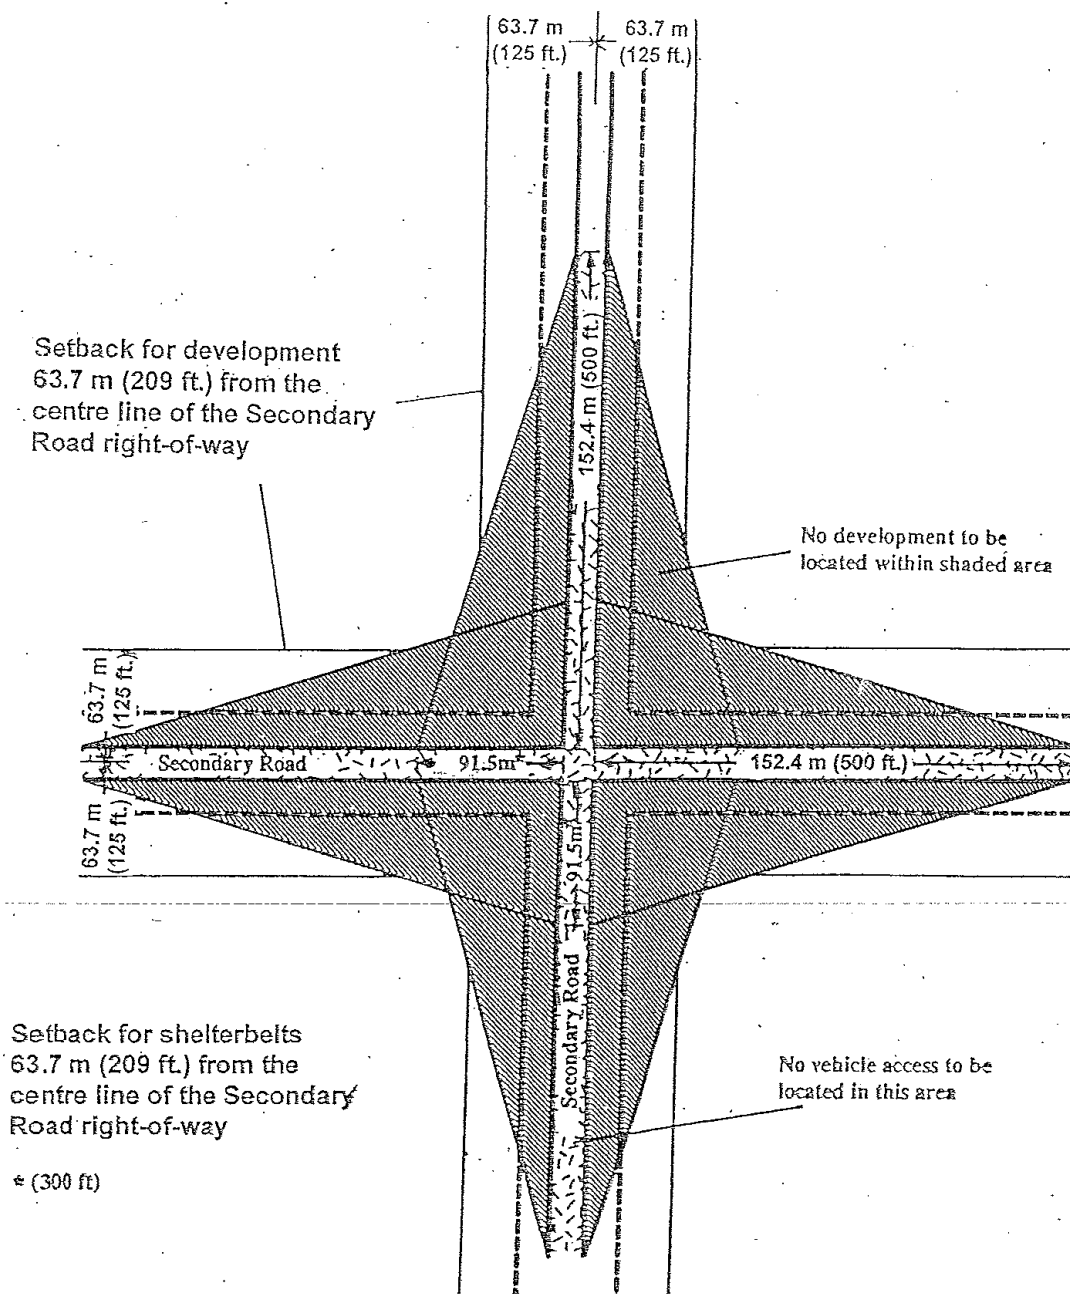 63.7 m
(125 ft.)
63.7 m
(125 ft.)
152.4 m (500 ft.)
Setback for development
63.7 m (209 ft.) from the
centre line of the Secondary
Road right-of-way
No development to be
located within shaded area
63.7 m
(125 ft.)
Secondary Road
91.5m*
152.4 m (500 ft.)
63.7 m
(125 ft.)
91.5m*
Secondary Road
Setback for shelterbelts
63.7 m (209 ft.) from the
centre line of the Secondary
Road right-of-way
* (300 ft)
No vehicle access to be
located in this area